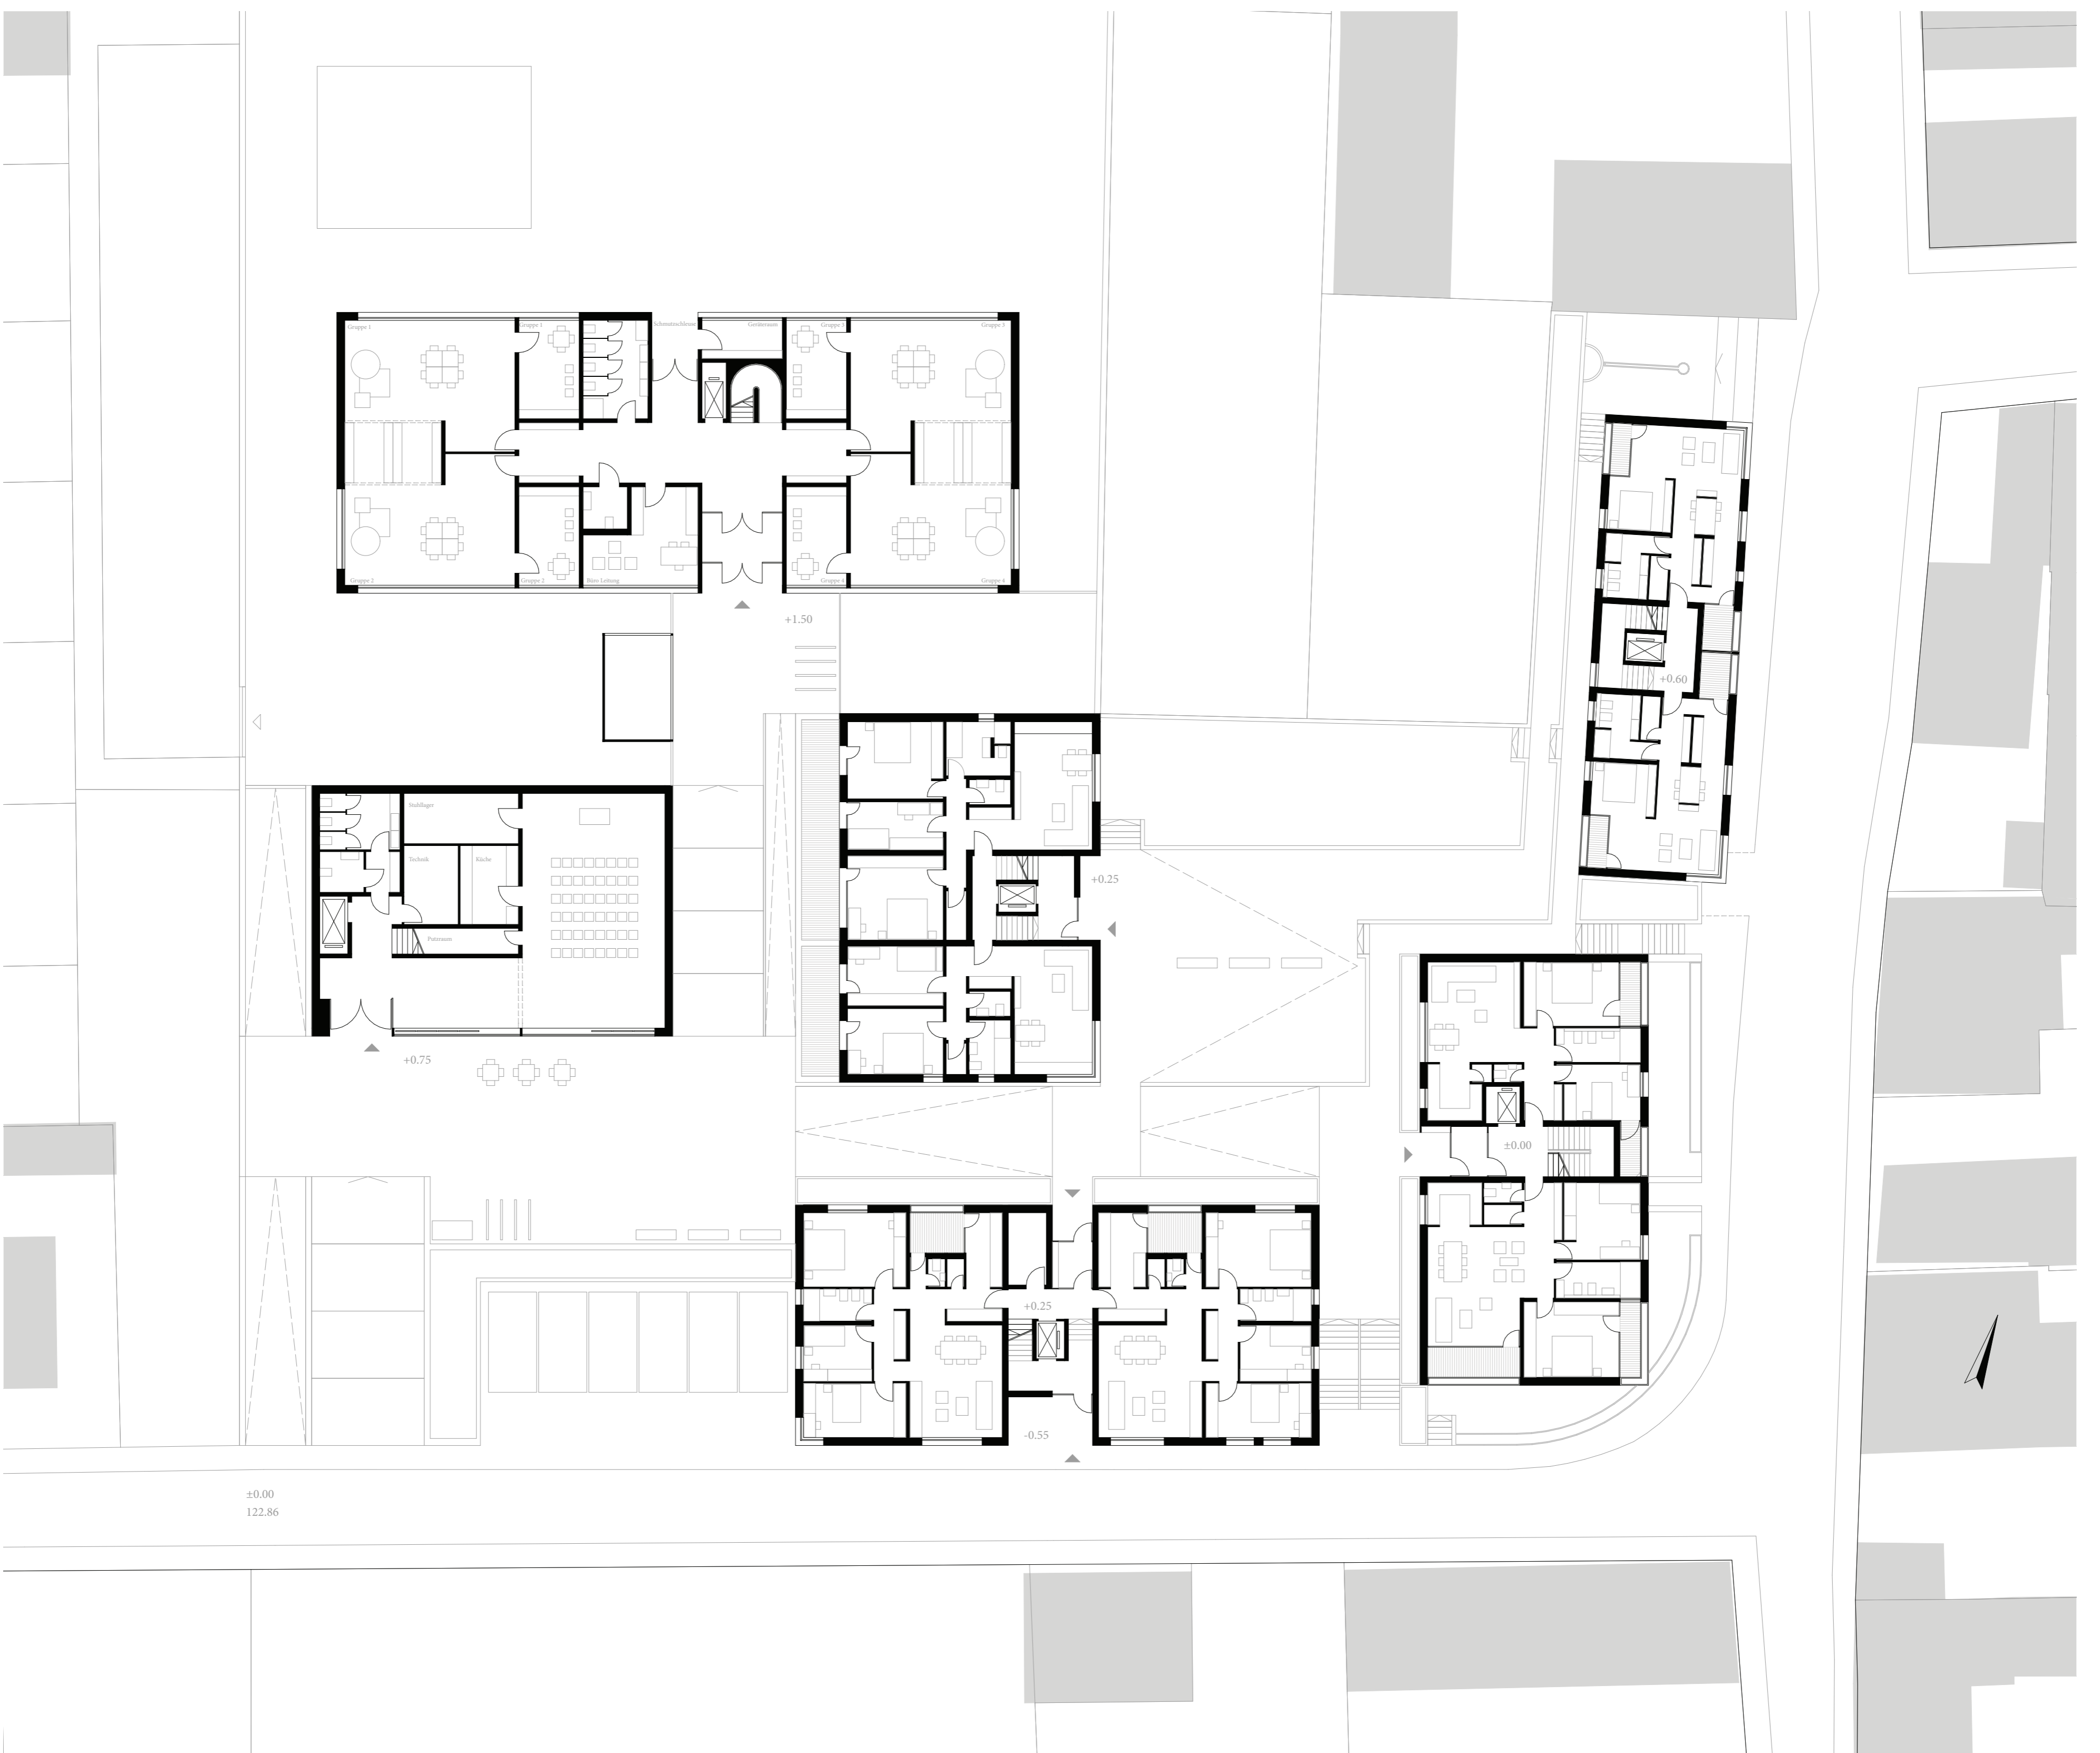 Gruppe 1
Gruppe 1
Schmutzschleuse
Geräteraum
Gruppe 3
Gruppe 3
Gruppe 2
Gruppe 2
Büro Leitung
Gruppe 4
Gruppe 4
+1.50
+0.60
Stuhllager
Technik
Küche
Putzraum
+0.25
+0.75
±0.00
+0.25
-0.55
±0.00
122.86